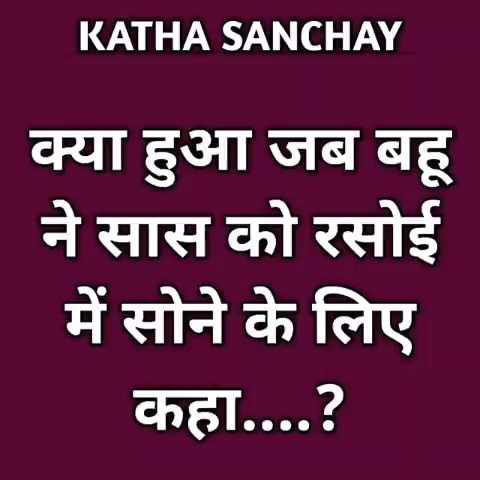 KATHA SANCHAY
क्या हुआ जब बहू
ने सास को रसोई
में सोने के लिए
कहा....?